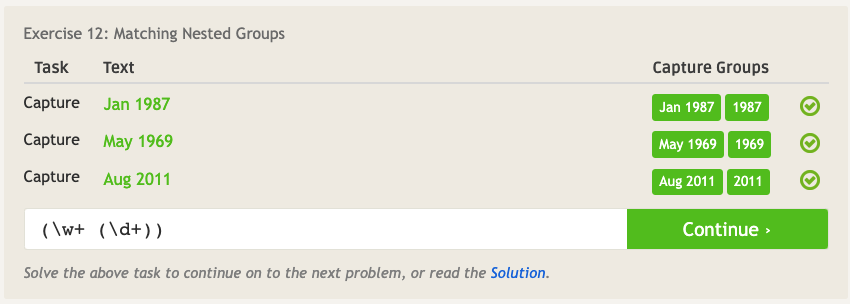 Exercise 12: Matching Nested Groups
Task Text Capture Groups
Capture Jan 1987 Jan 1987 1987
Capture May 1969 May 1969 1969
Capture Aug 2011 Aug 2011 2011
(\w+ (\d+)) Continue ›
Solve the above task to continue on to the next problem, or read the Solution.